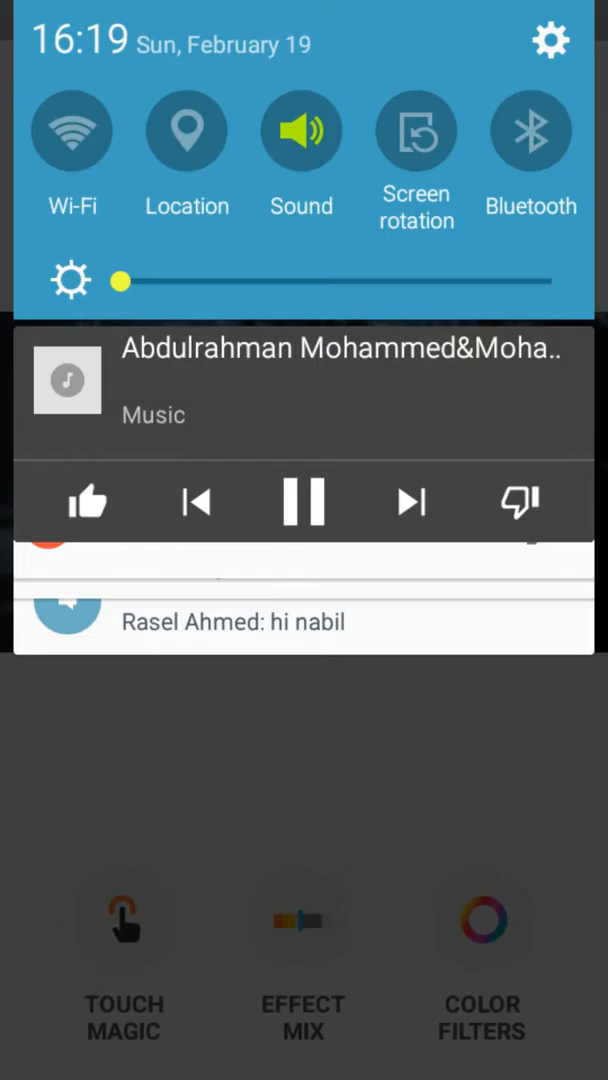 16:19 Sun, February 19
Wi-Fi
Location
Sound
Screen
rotation
Bluetooth
Abdulrahman Mohammed&Moha..
Music
Rasel Ahmed: hi nabil
TOUCH
MAGIC
EFFECT
MIX
COLOR
FILTERS